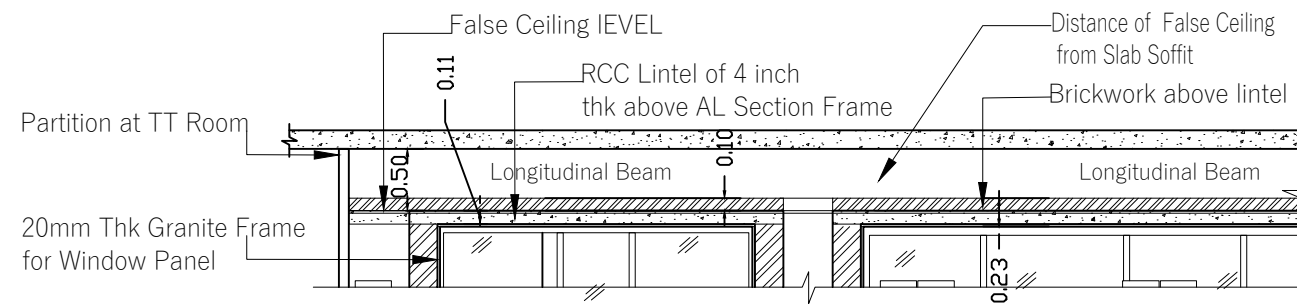 False Ceiling lEVEL
Distance of False Ceiling
from Slab Soffit
0.11
RCC Lintel of 4 inch
thk above AL Section Frame
Brickwork above lintel
Partition at TT Room
0.10
0.50
Longitudinal Beam
Longitudinal Beam
20mm Thk Granite Frame
for Window Panel
0.23